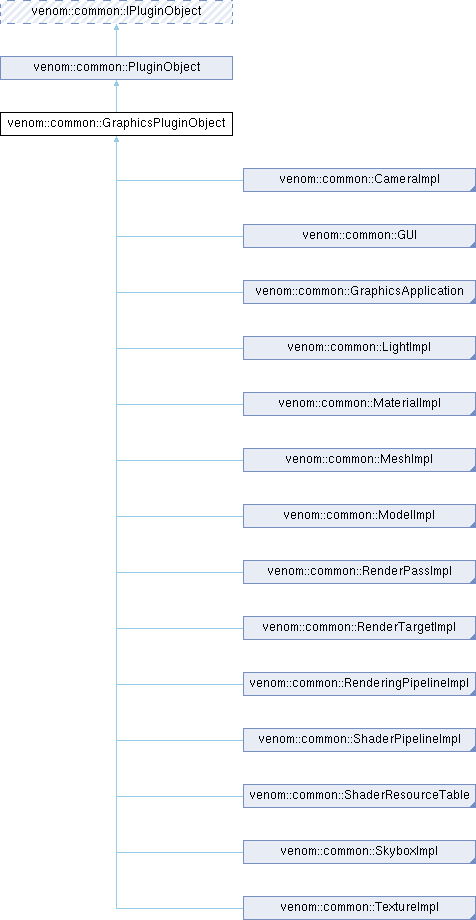 venom::common::IPluginObject
venom::common::PluginObject
venom::common::GraphicsPluginObject
venom::common::CameraImpl
venom::common::GUI
venom::common::GraphicsApplication
venom::common::LightImpl
venom::common::MaterialImpl
venom::common::MeshImpl
venom::common::ModelImpl
venom::common::RenderPassImpl
venom::common::RenderTargetImpl
venom::common::RenderingPipelineImpl
venom::common::ShaderPipelineImpl
venom::common::ShaderResourceTable
venom::common::SkyboxImpl
venom::common::TextureImpl